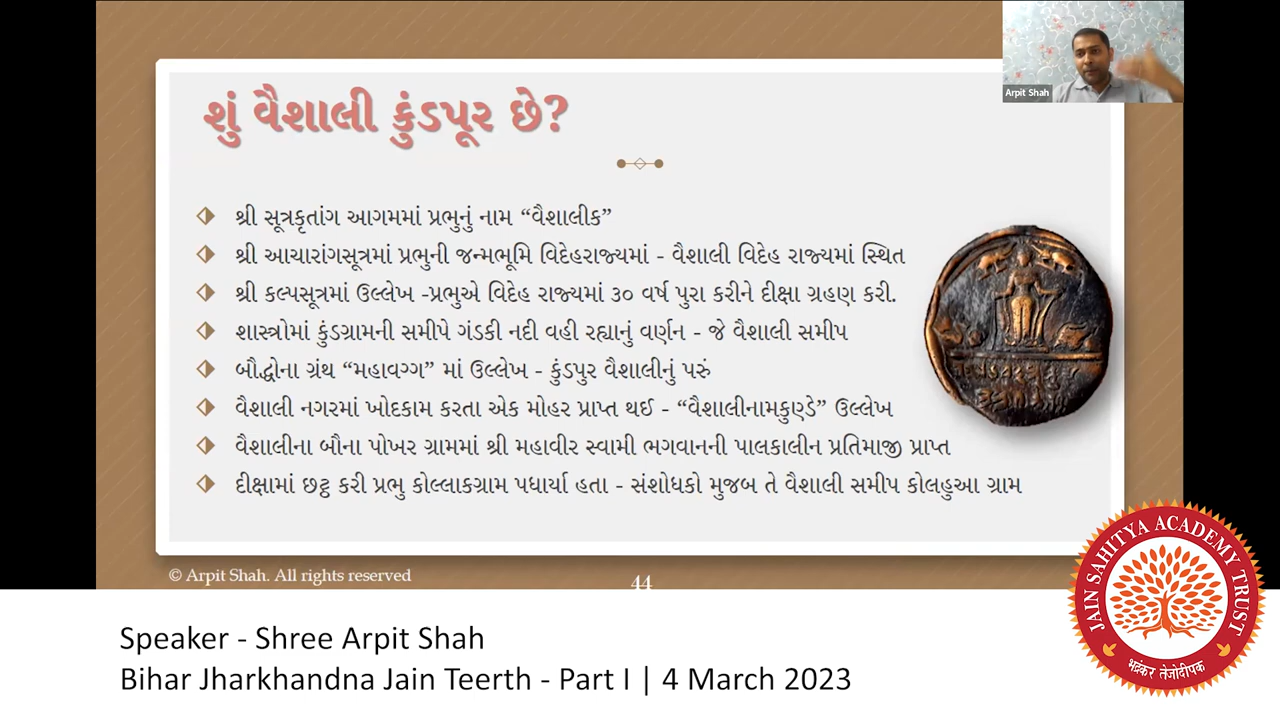 શું વૈશાલી કુંડપૂર છે?
Arpit Shah
શ્રી સૂત્રકૃતાંગ આગમમાં પ્રભુનું નામ “વૈશાલીક”
શ્રી આચારાંગસૂત્રમાં પ્રભુની જન્મભૂમિ વિદેહરાજ્યમાં - વૈશાલી વિદેહ રાજ્યમાં સ્થિત
શ્રી કલ્પસૂત્રમાં ઉલ્લેખ -પ્રભુએ વિદેહ રાજ્યમાં ૩૦ વર્ષ પુરા કરીને દીક્ષા ગ્રહણ કરી.
શાસ્ત્રોમાં કુંડગ્રામની સમીપે ગંડકી નદી વહી રહ્યાનું વર્ણન - જે વૈશાલી સમીપ
બૌદ્ધોના ગ્રંથ “મહાવગ્ગ” માં ઉલ્લેખ - કુંડપુર વૈશાલીનું પરું
વૈશાલી નગરમાં ખોદકામ કરતા એક મોહર પ્રાપ્ત થઈ - “વૈશાલીનામકુણ્ડે” ઉલ્લેખ
વૈશાલીના બૌના પોખર ગ્રામમાં શ્રી મહાવીર સ્વામી ભગવાનની પાલકાલીન પ્રતિમાજી પ્રાપ્ત
દીક્ષામાં છટ્ઠ કરી પ્રભુ કોલ્લાકગ્રામ પધાર્યા હતા - સંશોધકો મુજબ તે વૈશાલી સમીપ કોલહુઆ ગ્રામ
© Arpit Shah. All rights reserved
44
JAIN SAHITYA ACADEMY TRUST
भद्रंकर तेजोदीपक
Speaker - Shree Arpit Shah
Bihar Jharkhandna Jain Teerth - Part I | 4 March 2023